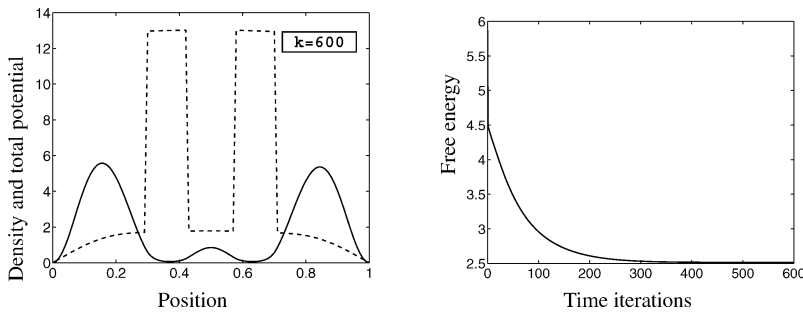 Density and total potential
14
12
10
8
6
4
2
0
k=600
0 0.2 0.4 0.6 0.8 1
Position
Free energy
6
5.5
5
4.5
4
3.5
3
2.5
0 100 200 300 400 500 600
Time iterations